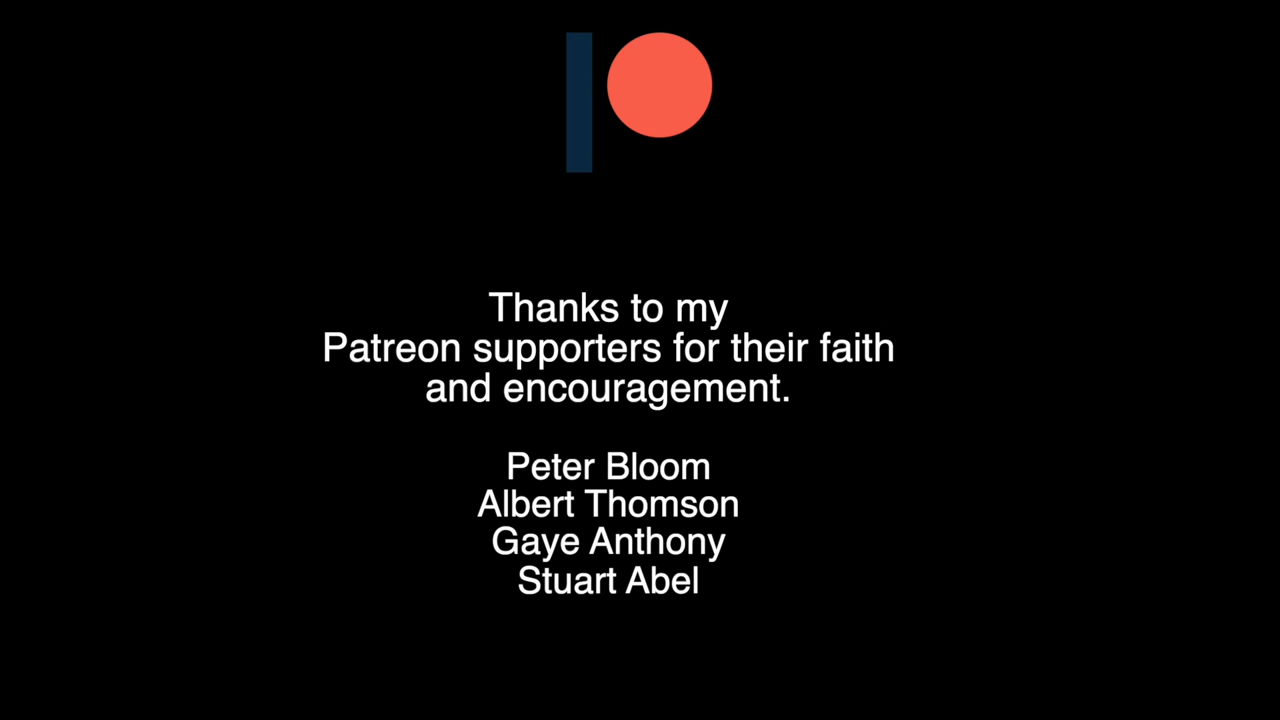 Thanks to my
Patreon supporters for their faith
and encouragement.
Peter Bloom
Albert Thomson
Gaye Anthony
Stuart Abel